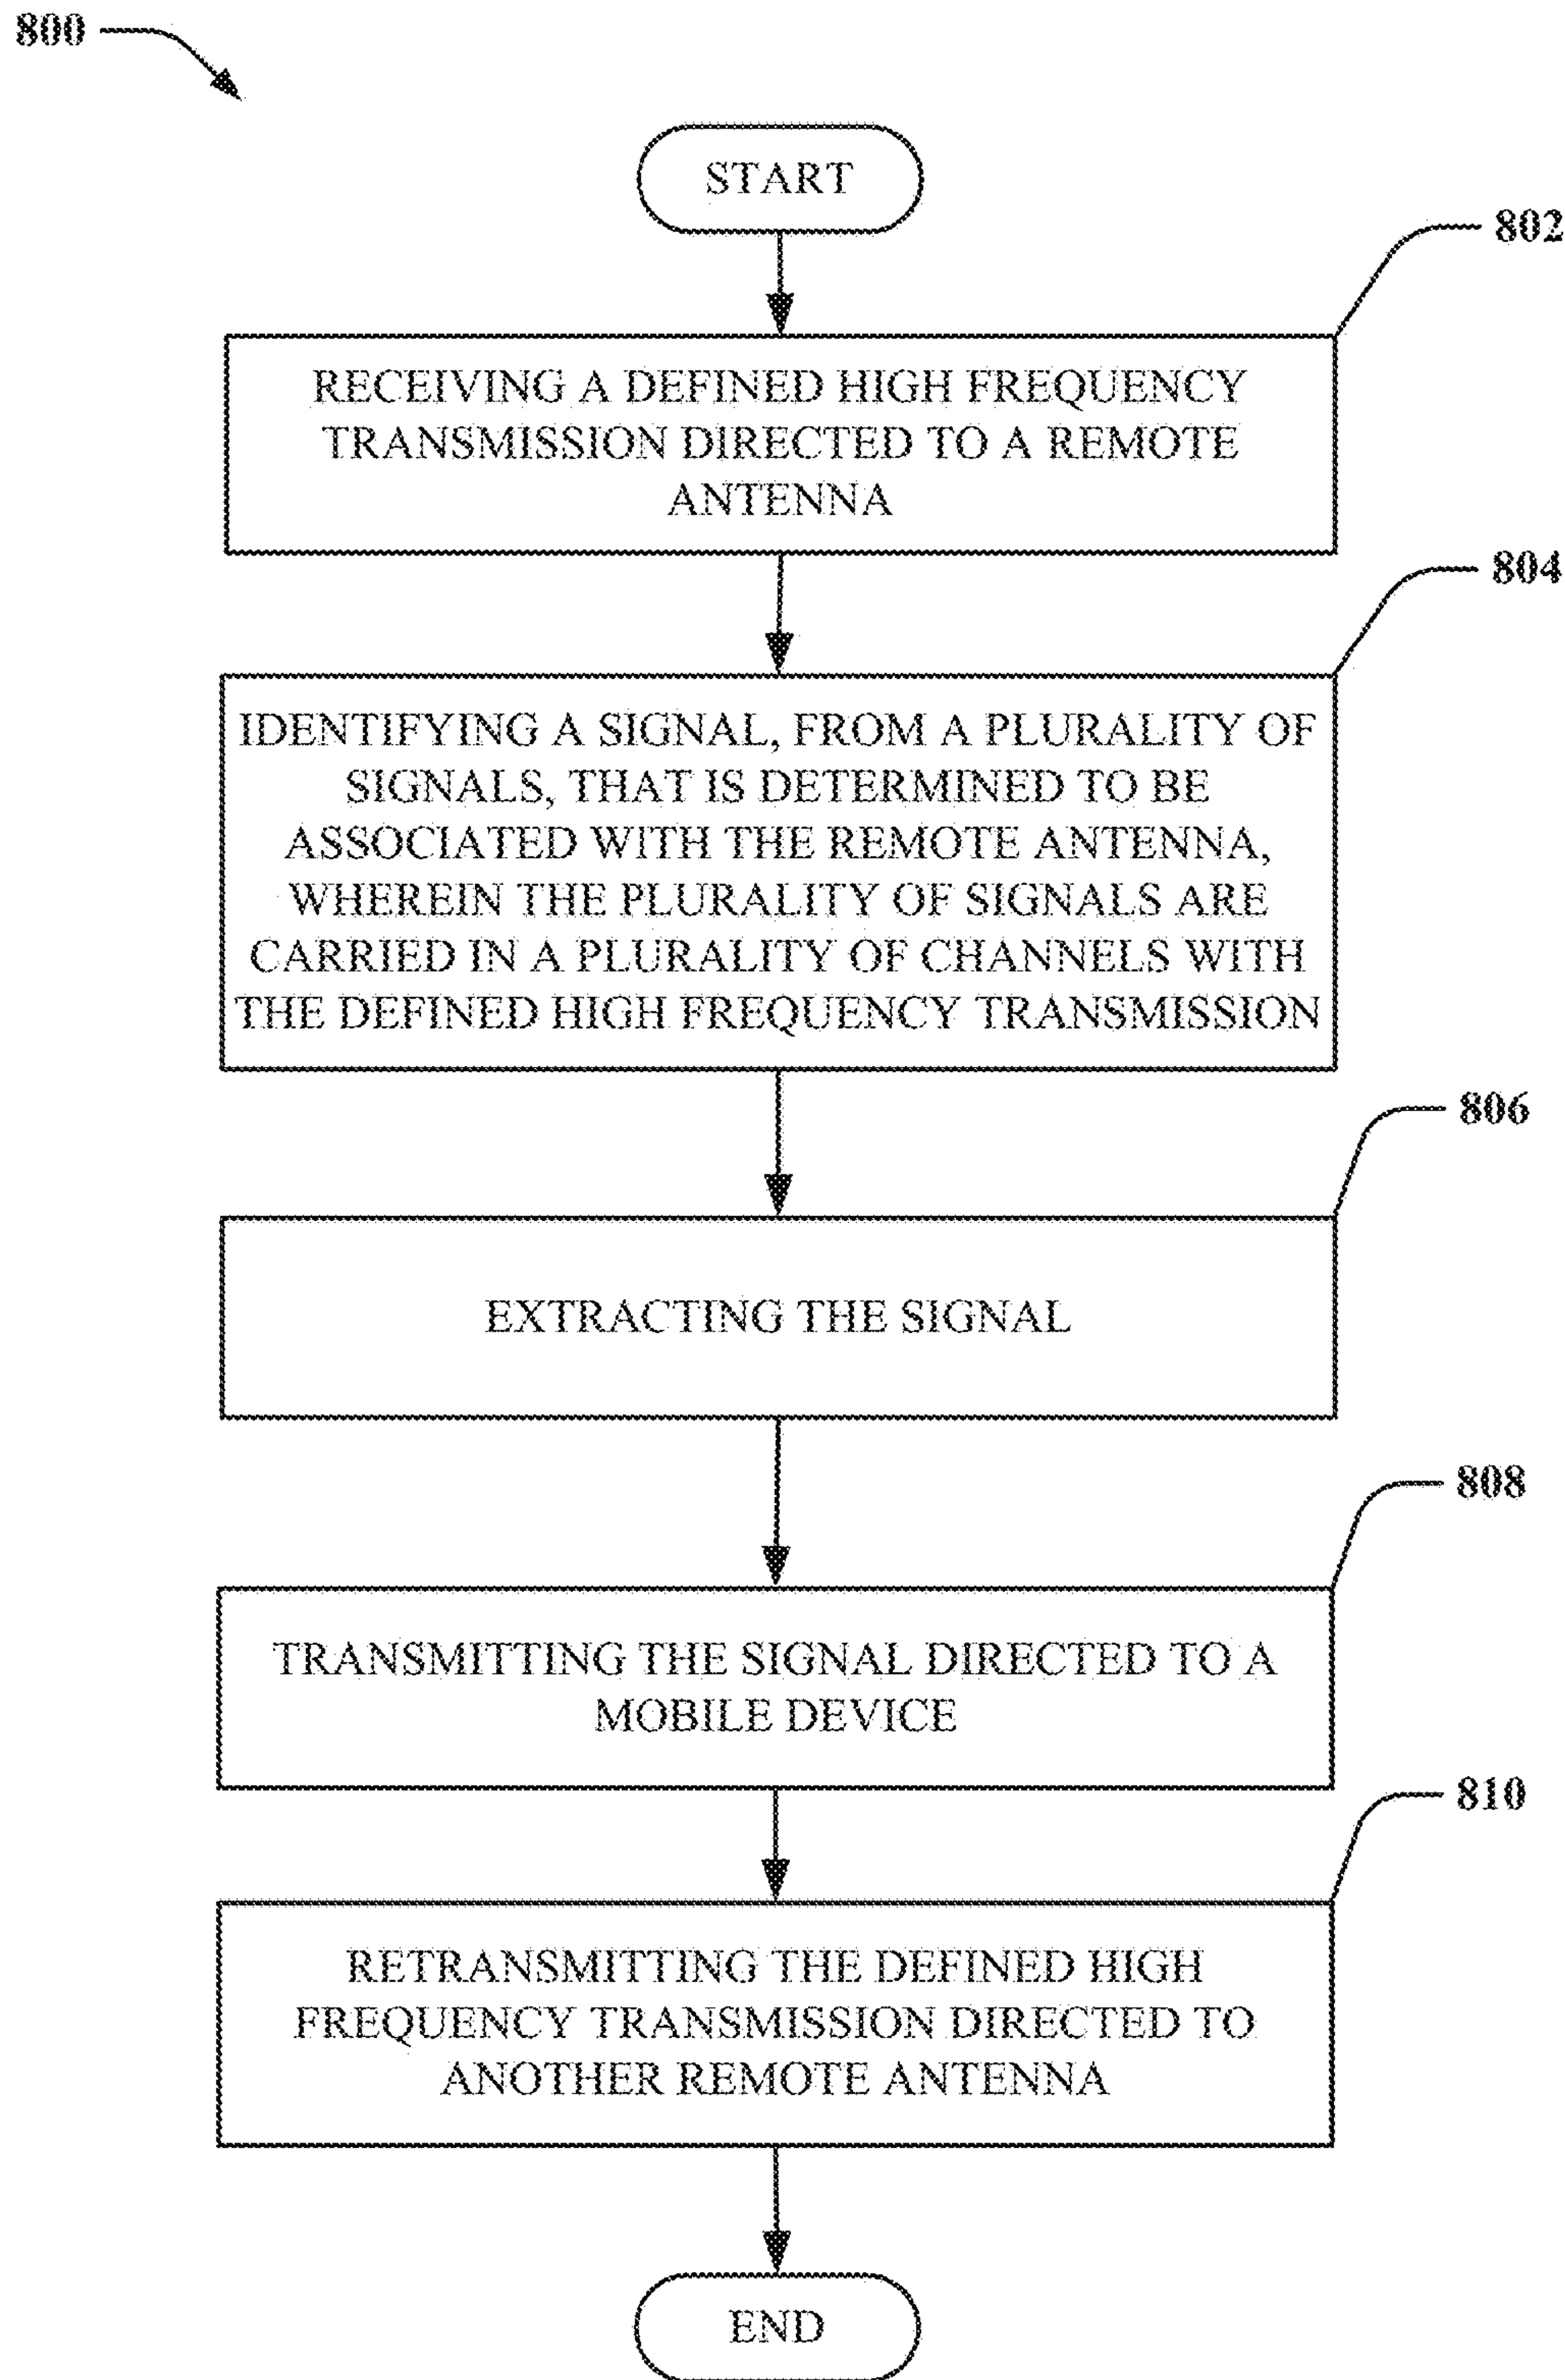 800
START
802
RECEIVING A DEFINED HIGH FREQUENCY
TRANSMISSION DIRECTED TO A REMOTE
ANTENNA
804
IDENTIFYING A SIGNAL, FROM A PLURALITY OF
SIGNALS, THAT IS DETERMINED TO BE
ASSOCIATED WITH THE REMOTE ANTENNA,
WHEREIN THE PLURALITY OF SIGNALS ARE
CARRIED IN A PLURALITY OF CHANNELS WITH
THE DEFINED HIGH FREQUENCY TRANSMISSION
806
EXTRACTING THE SIGNAL
808
TRANSMITTING THE SIGNAL DIRECTED TO A
MOBILE DEVICE
810
RETRANSMITTING THE DEFINED HIGH
FREQUENCY TRANSMISSION DIRECTED TO
ANOTHER REMOTE ANTENNA
END